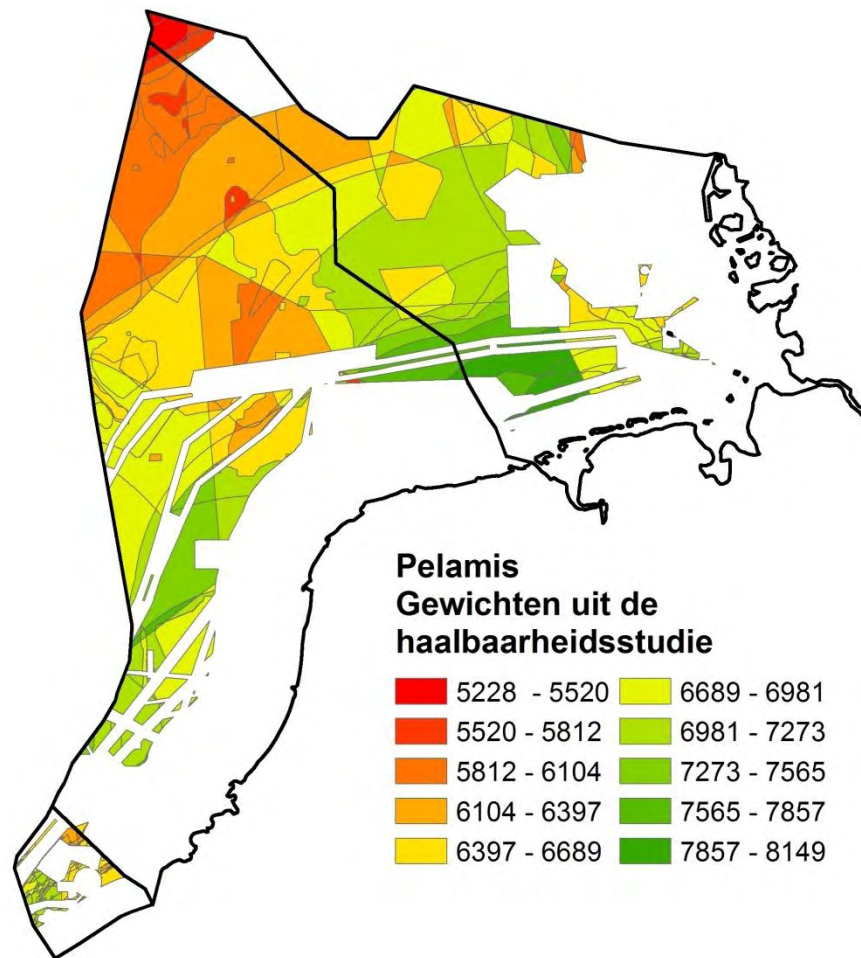 Pelamis
Gewichten uit de
haalbaarheidsstudie
5228 - 5520
5520 - 5812
5812 - 6104
6104 - 6397
6397 - 6689
6689 - 6981
6981 - 7273
7273 - 7565
7565 - 7857
7857 - 8149